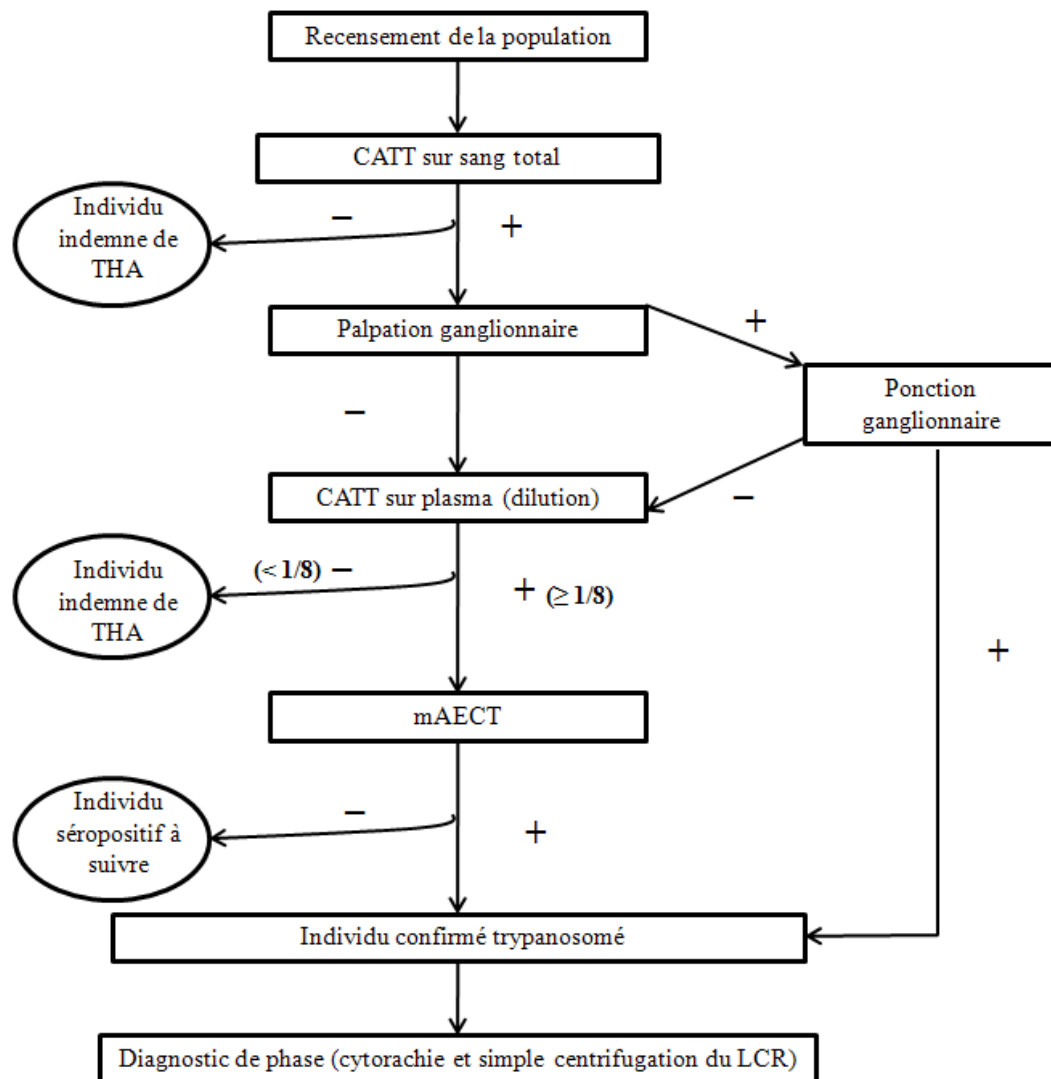 Recensement de la population
CATT sur sang total
Individu
indemne de
THA
−
+
Palpation ganglionnaire
+
Ponction
ganglionnaire
−
−
CATT sur plasma (dilution)
Individu
indemne de
THA
(< 1/8) −
+ (≥ 1/8)
+
mAECT
Individu
séropositif à
suivre
−
+
Individu confirmé trypanosomé
Diagnostic de phase (cytorachie et simple centrifugation du LCR)